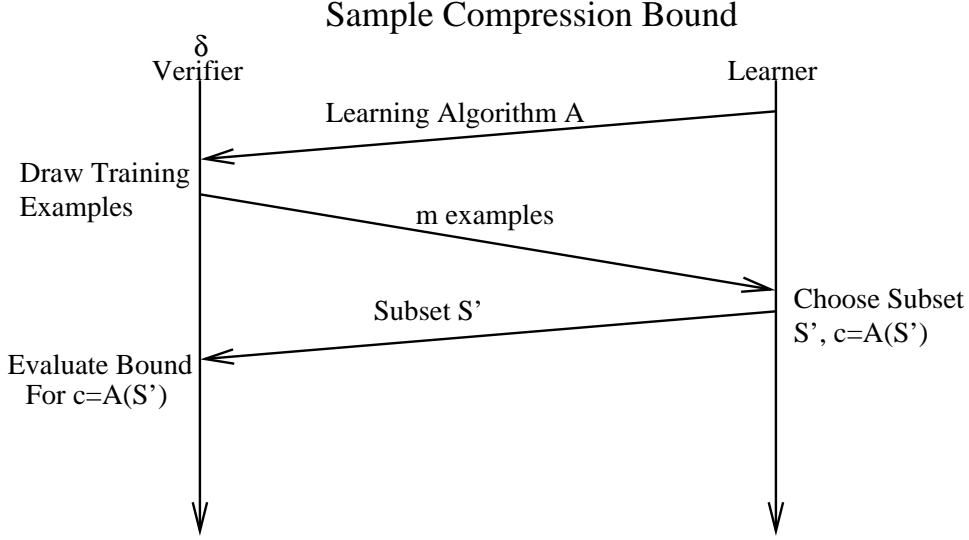 Sample Compression Bound
δ
Verifier
Learner
Learning Algorithm A
Draw Training
Examples
m examples
Choose Subset
S’, c=A(S’)
Subset S’
Evaluate Bound
For c=A(S’)